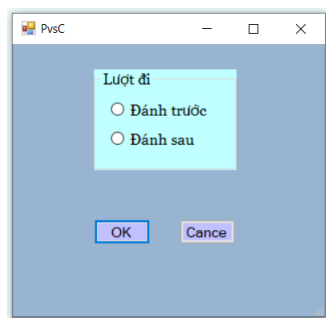 PvsC
Lượt đi
Đánh trước
Đánh sau
OK
Cance